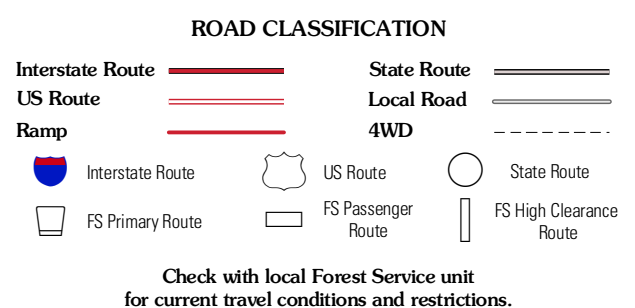 ROAD CLASSIFICATION
Interstate Route State Route
US Route Local Road
Ramp 4WD
Interstate Route US Route State Route
FS Primary Route FS Passenger Route FS High Clearance Route
Check with local Forest Service unit
for current travel conditions and restrictions.